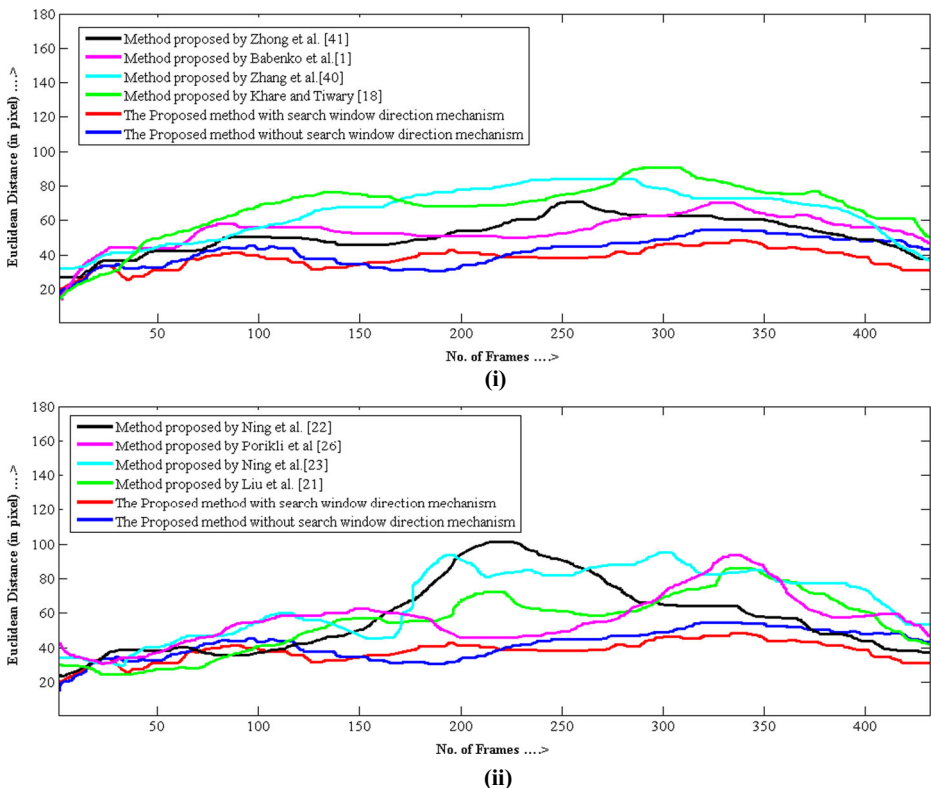 180
160
140
120
100
80
60
40
20
Euclidean Distance (in pixel) ....>
Method proposed by Zhong et al. [41]
Method proposed by Babenko et al.[1]
Method proposed by Zhang et al.[40]
Method proposed by Khare and Tiwary [18]
The Proposed method with search window direction mechanism
The Proposed method without search window direction mechanism
50 100 150 200 250 300 350 400
No. of Frames ....>
(i)
180
160
140
120
100
80
60
40
20
Euclidean Distance (in pixel) ....>
Method proposed by Ning et al. [22]
Method proposed by Porikli et al [26]
Method proposed by Ning et al.[23]
Method proposed by Liu et al. [21]
The Proposed method with search window direction mechanism
The Proposed method without search window direction mechanism
50 100 150 200 250 300 350 400
No. of Frames ....>
(ii)